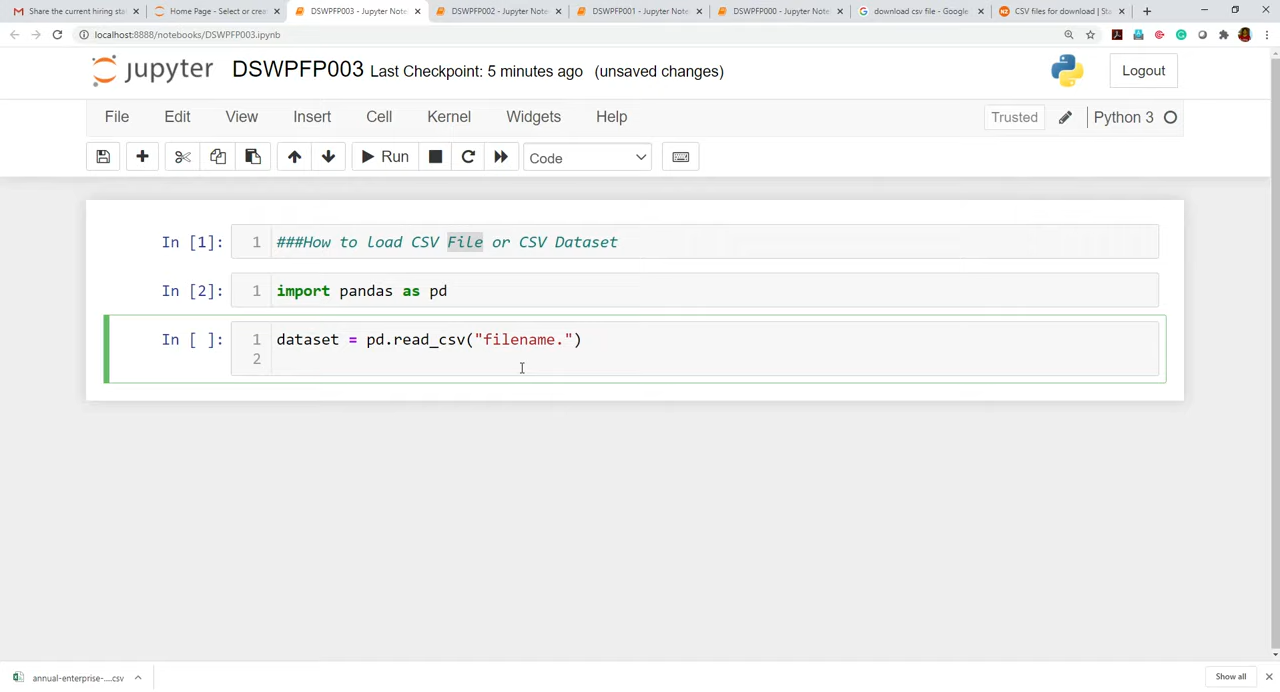 Share the current hiring sta
Home Page - Select or crea
DSWPFP003 - Jupyter Note
DSWPFP002 - Jupyter Noteb
DSWPFP001 - Jupyter Noteb
DSWPFP000 - Jupyter Noteb
download csv file - Google
CSV files for download | Sta
localhost:8888/notebooks/DSWPFP003.ipynb
jupyter DSWPFP003 Last Checkpoint: 5 minutes ago (unsaved changes) Logout
File Edit View Insert Cell Kernel Widgets Help Trusted Python 3
Run Code
In [1]: 1 ###How to load CSV File or CSV Dataset
In [2]: 1 import pandas as pd
In [ ]: 1 dataset = pd.read_csv("filename.")
2
annual-enterprise-....csv Show all